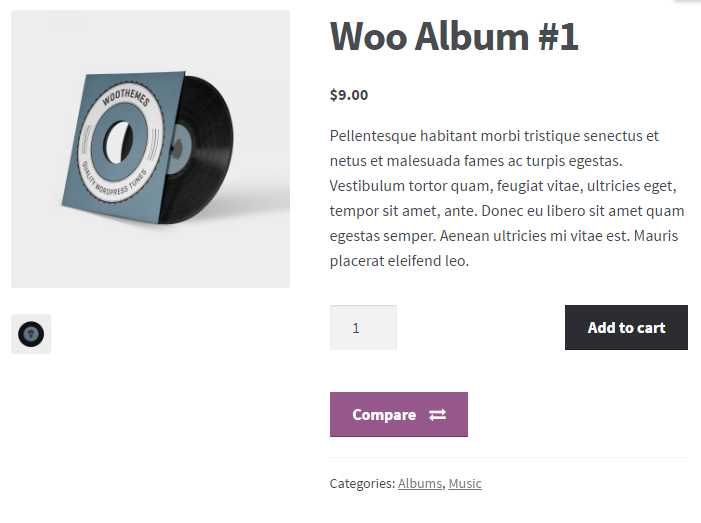 WOOTHEMES
QUALITY WORDPRESS TUNES
Woo Album #1
$9.00
Pellentesque habitant morbi tristique senectus et
netus et malesuada fames ac turpis egestas.
Vestibulum tortor quam, feugiat vitae, ultricies eget,
tempor sit amet, ante. Donec eu libero sit amet quam
egestas semper. Aenean ultricies mi vitae est. Mauris
placerat eleifend leo.
1
Add to cart
Compare
Categories: Albums, Music